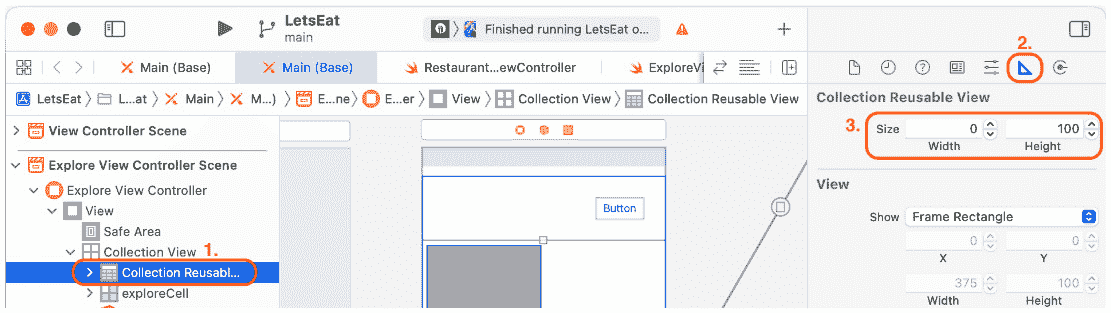 LetsEat
main
Finished running LetsEat o...
Main (Base)
Main (Base)
Restaurant...ewController
ExploreVi
LetsEat
L...at
Main
M...)
E...ne
E...er
View
Collection View
Collection Reusable View
View Controller Scene
Explore View Controller Scene
Explore View Controller
View
Safe Area
Collection View
1.
Collection Reusabl...
exploreCell
Button
2.
Collection Reusable View
3.
Size
0
100
Width
Height
View
Show
Frame Rectangle
0
0
X
Y
375
100
Width
Height